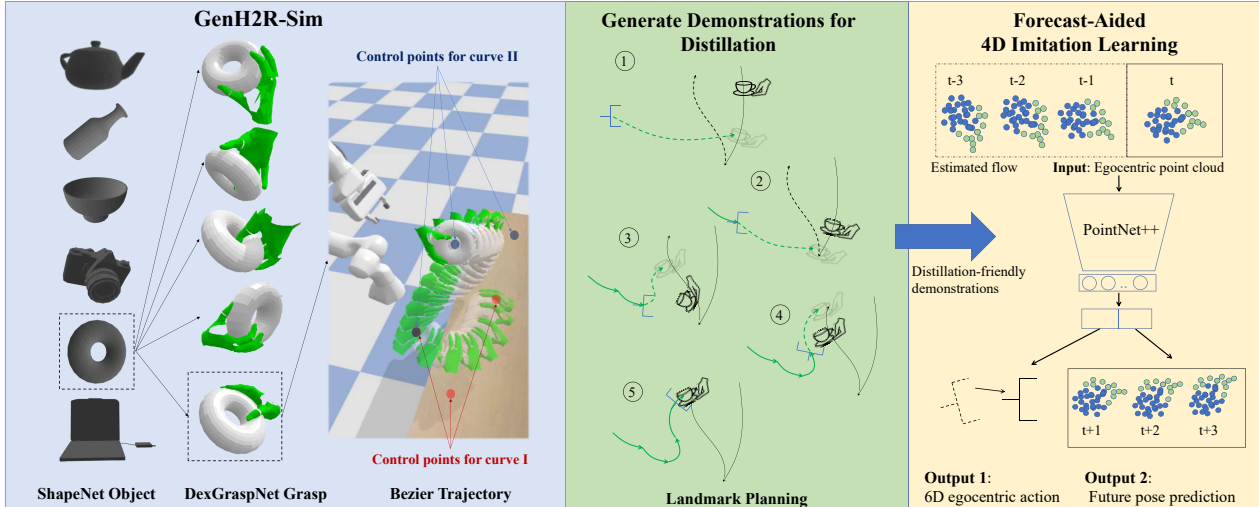 GenH2R-Sim
Control points for curve II
Control points for curve I
ShapeNet Object
DexGraspNet Grasp
Bezier Trajectory
Generate Demonstrations for
Distillation
1
2
3
4
5
Landmark Planning
Distillation-friendly
demonstrations
Forecast-Aided
4D Imitation Learning
t-3 t-2 t-1 t
Estimated flow
Input: Egocentric point cloud
PointNet++
..
t+1 t+2 t+3
Output 1:
6D egocentric action
Output 2:
Future pose prediction